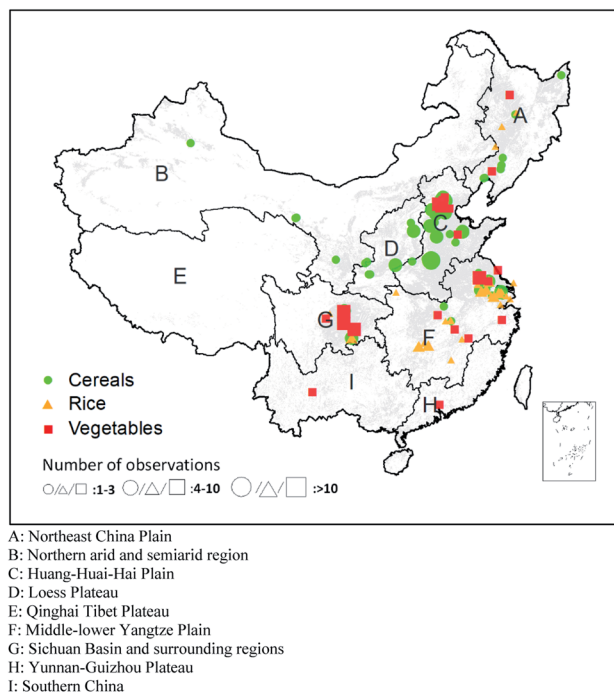 A
B
C
D
E
G
F
I
H
Cereals
Rice
Vegetables
Number of observations
:1-3 :4-10 :>10
A: Northeast China Plain
B: Northern arid and semiarid region
C: Huang-Huai-Hai Plain
D: Loess Plateau
E: Qinghai Tibet Plateau
F: Middle-lower Yangtze Plain
G: Sichuan Basin and surrounding regions
H: Yunnan-Guizhou Plateau
I: Southern China